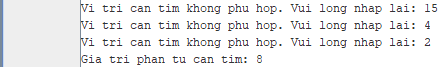 Vi tri can tim khong phu hop. Vui long nhap lai: 15
Vi tri can tim khong phu hop. Vui long nhap lai: 4
Vi tri can tim khong phu hop. Vui long nhap lai: 2
Gia tri phan tu can tim: 8